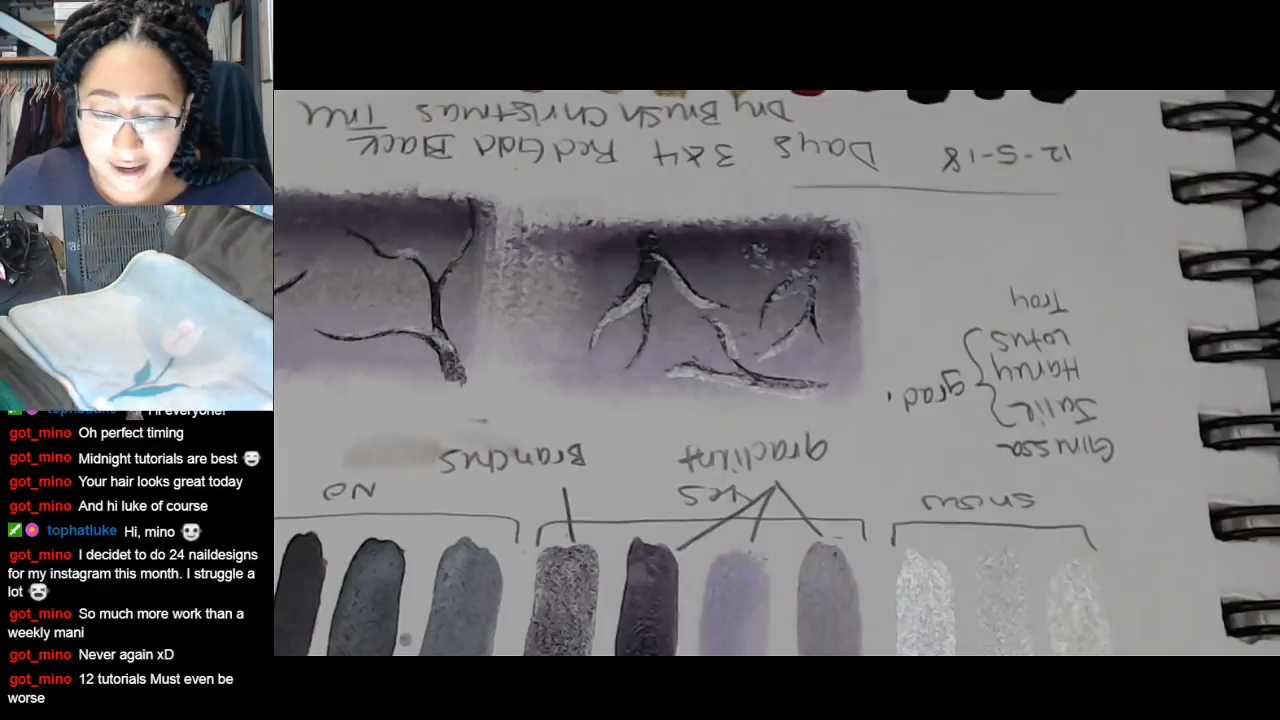 tophatluke Hi everyone!
got_mino Oh perfect timing
got_mino Midnight tutorials are best
got_mino Your hair looks great today
got_mino And hi luke of course
tophatluke Hi, mino
got_mino I decidet to do 24 naildesigns
for my instagram this month. I struggle a
lot
got_mino So much more work than a
weekly mani
got_mino Never again xD
got_mino 12 tutorials Must even be
worse
snow
Yes
NO
gradient
Branches
Julie
Harvy
Lotus
grad.
Troy
12-5-18 Days 3&4 Red Gold Black
Dry Brush Christmas Tree